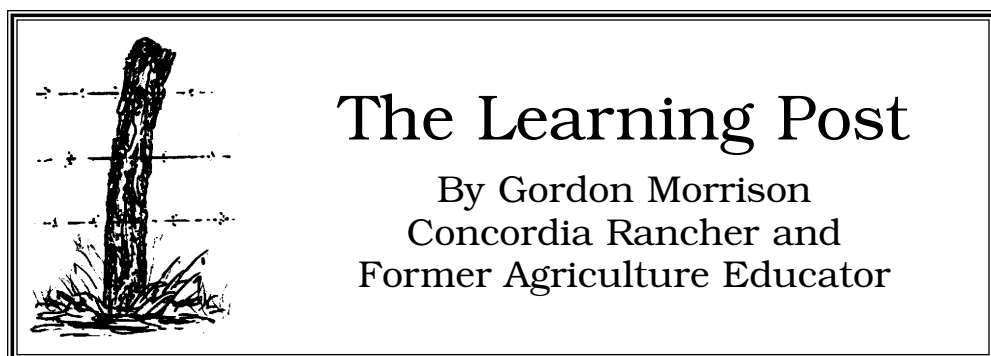 The Learning Post
By Gordon Morrison
Concordia Rancher and
Former Agriculture Educator